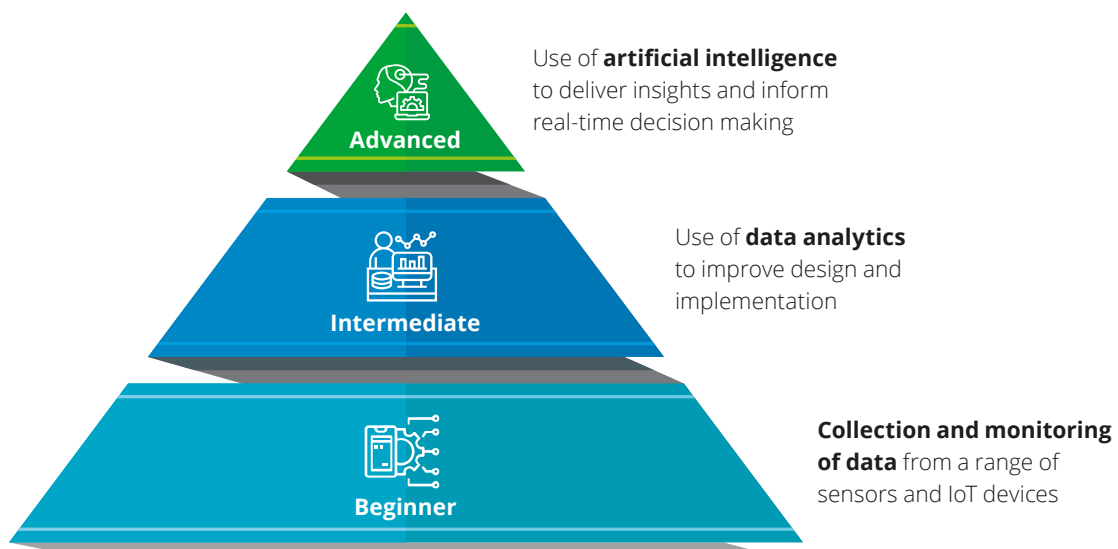 Use of artificial intelligence
to deliver insights and inform
real-time decision making
Advanced
Use of data analytics
to improve design and
implementation
Intermediate
Collection and monitoring
of data from a range of
sensors and IoT devices
Beginner